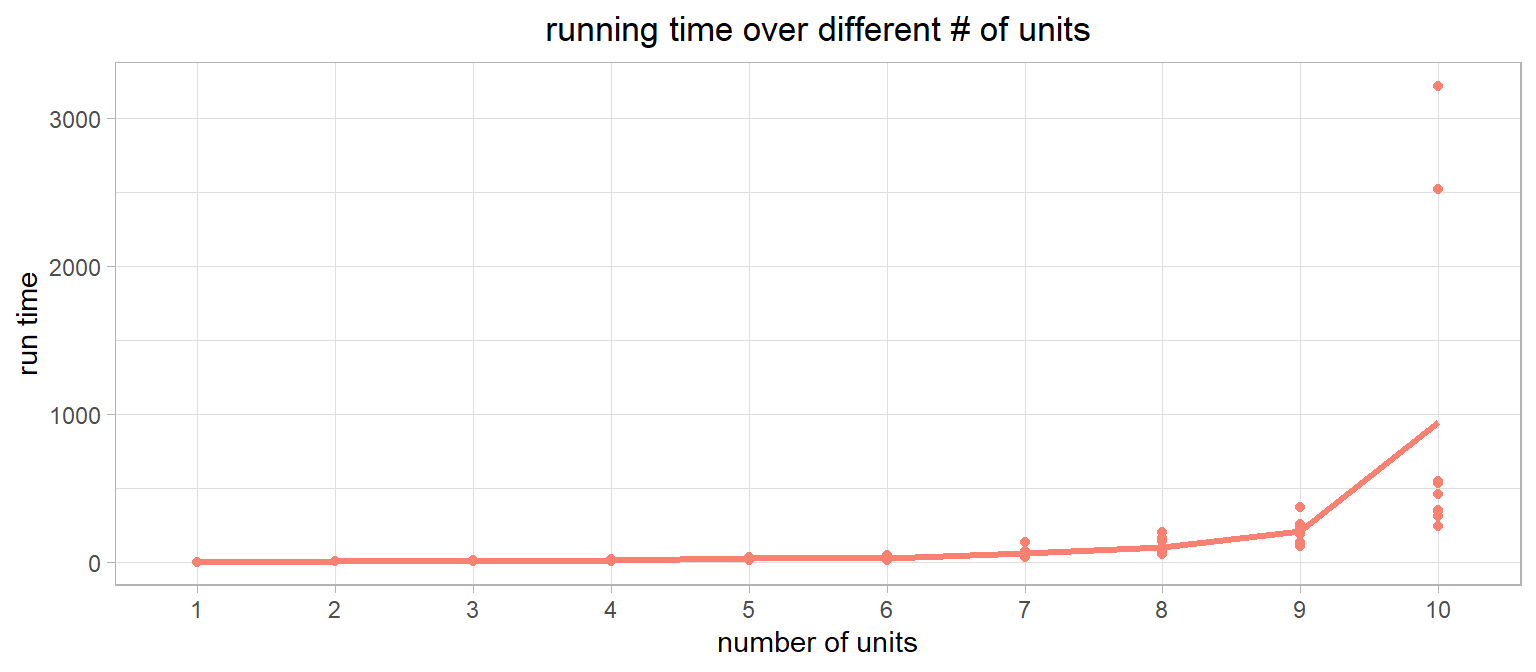 running time over different # of units
3000
2000
1000
0
run time
1 2 3 4 5 6 7 8 9 10
number of units